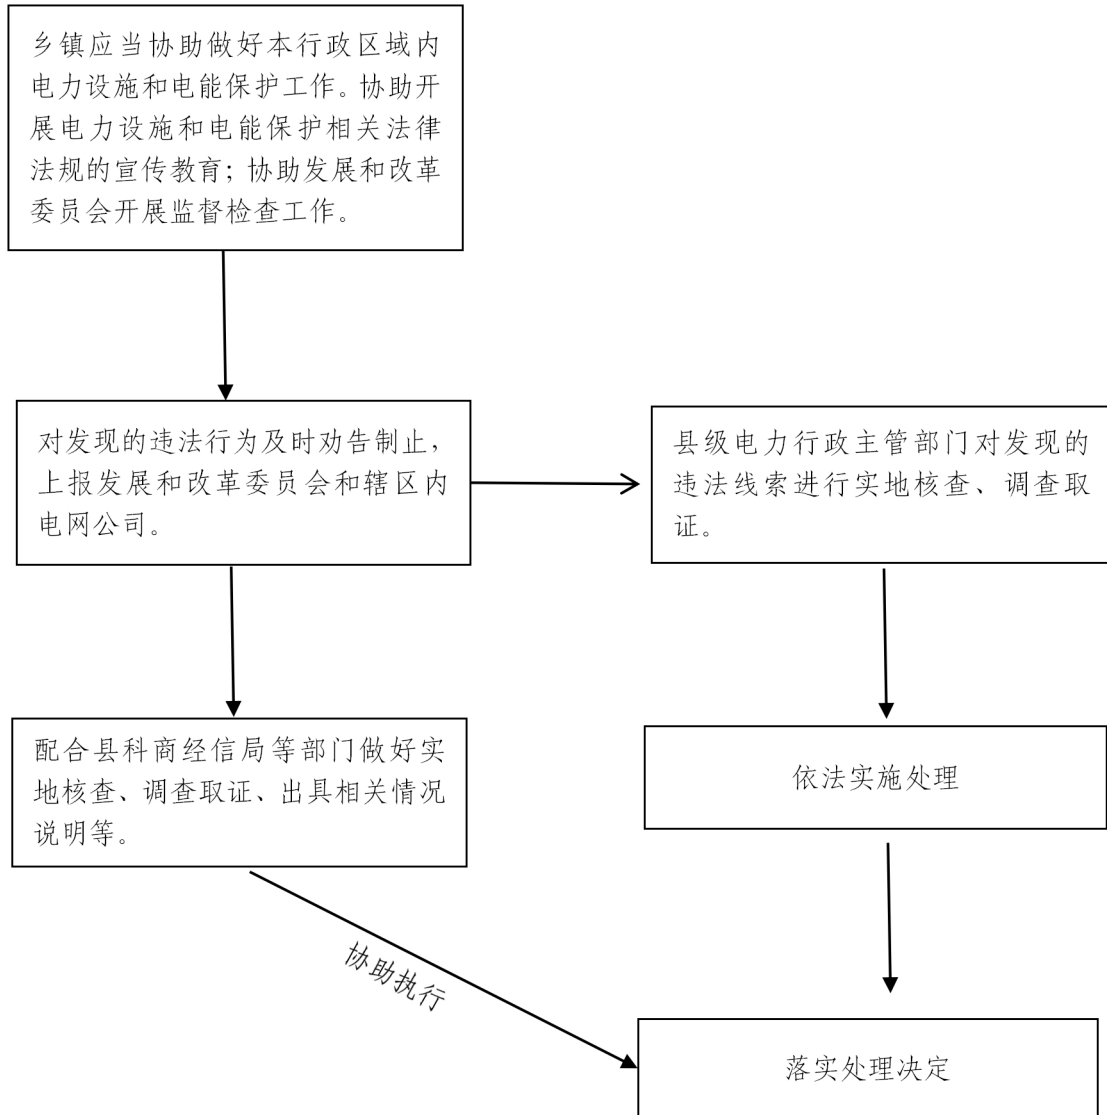 乡镇应当协助做好本行政区域内
电力设施和电能保护工作。协助开
展电力设施和电能保护相关法律
法规的宣传教育；协助发展和改革
委员会开展监督检查工作。
对发现的违法行为及时劝告制止，
上报发展和改革委员会和辖区内
电网公司。
县级电力行政主管部门对发现的
违法线索进行实地核查、调查取
证。
配合县科商经信局等部门做好实
地核查、调查取证、出具相关情况
说明等。
依法实施处理
协助执行
落实处理决定